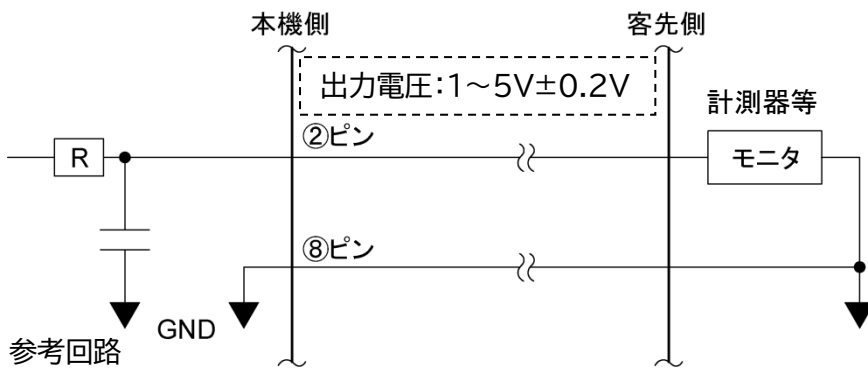 本機側
客先側
出力電圧:1～5V±0.2V
計測器等
②ピン
R
モニタ
⑧ピン
GND
参考回路